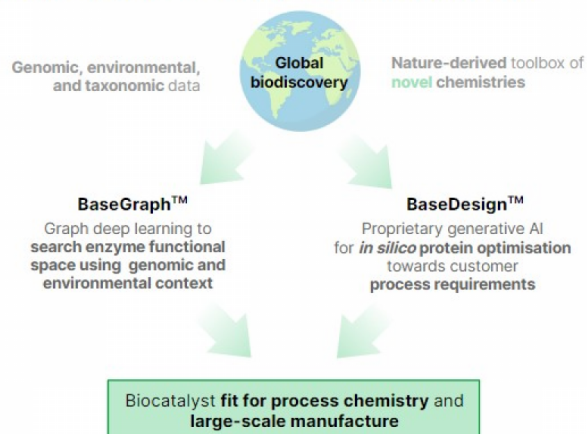 Genomic, environmental,
and taxonomic data
Global
biodiscovery
Nature-derived toolbox of
novel chemistries
BaseGraph™
Graph deep learning to
search enzyme functional
space using genomic and
environmental context
BaseDesign™
Proprietary generative AI
for in silico protein optimisation
towards customer
process requirements
Biocatalyst fit for process chemistry and
large-scale manufacture